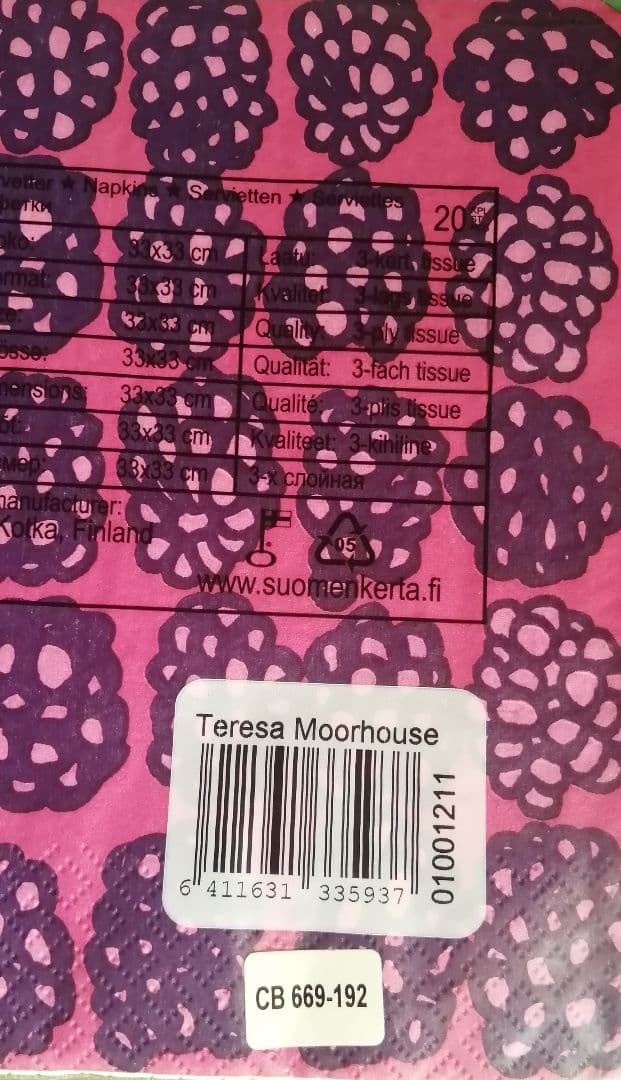 Napkins ★ Servietten ★ Serviettes
20 KPL ST
33x33 cm Laatu: 3-kert. tissue
33x33 cm Kvalitet: 3-lags tissue
33x33 cm Quality: 3-ply tissue
33x33 cm Qualität: 3-fach tissue
33x33 cm Qualité: 3-plis tissue
33x33 cm Kvaliteet: 3-kihiline
33x33 cm 3-х слойная
manufacturer:
Kotka, Finland
05
www.suomenkerta.fi
Teresa Moorhouse
01001211
6 411631 335937
CB 669-192